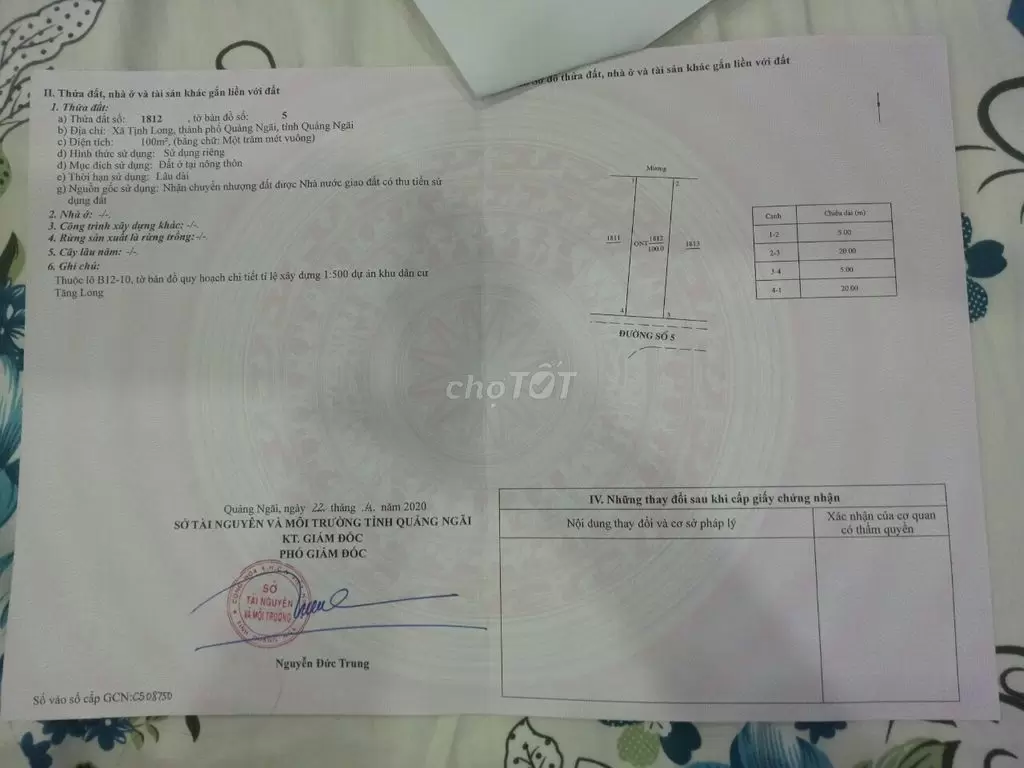 II. Thửa đất, nhà ở và tài sản khác gắn liền với đất
1. Thửa đất:
a) Thửa đất số: 1812 , tờ bản đồ số: 5
b) Địa chỉ: Xã Tịnh Long, thành phố Quảng Ngãi, tỉnh Quảng Ngãi
c) Diện tích: 100m², (bằng chữ: Một trăm mét vuông)
d) Hình thức sử dụng: Sử dụng riêng
đ) Mục đích sử dụng: Đất ở tại nông thôn
e) Thời hạn sử dụng: Lâu dài
g) Nguồn gốc sử dụng: Nhận chuyển nhượng đất được Nhà nước giao đất có thu tiền sử
dụng đất
2. Nhà ở: -/-.
3. Công trình xây dựng khác: -/-.
4. Rừng sản xuất là rừng trồng:-/-.
5. Cây lâu năm: -/-.
6. Ghi chú:
Thuộc lô B12-10, tờ bản đồ quy hoạch chi tiết tỉ lệ xây dựng 1:500 dự án khu dân cư
Tăng Long
Quảng Ngãi, ngày 22 tháng 4 năm 2020
SỞ TÀI NGUYÊN VÀ MÔI TRƯỜNG TỈNH QUẢNG NGÃI
KT. GIÁM ĐỐC
PHÓ GIÁM ĐỐC
SỞ
TÀI NGUYÊN
VÀ MÔI TRƯỜNG
Nguyễn Đức Trung
Số vào sổ cấp GCN:CS08750
đồ thửa đất, nhà ở và tài sản khác gắn liền với đất
Mương
1 2
1811 ONT 1812 1813
100.0
4 3
ĐƯỜNG SỐ 5
Cạnh Chiều dài (m)
1-2 5.00
2-3 20.00
3-4 5.00
4-1 20.00
chợTỐT
IV. Những thay đổi sau khi cấp giấy chứng nhận
Nội dung thay đổi và cơ sở pháp lý Xác nhận của cơ quan
có thẩm quyền